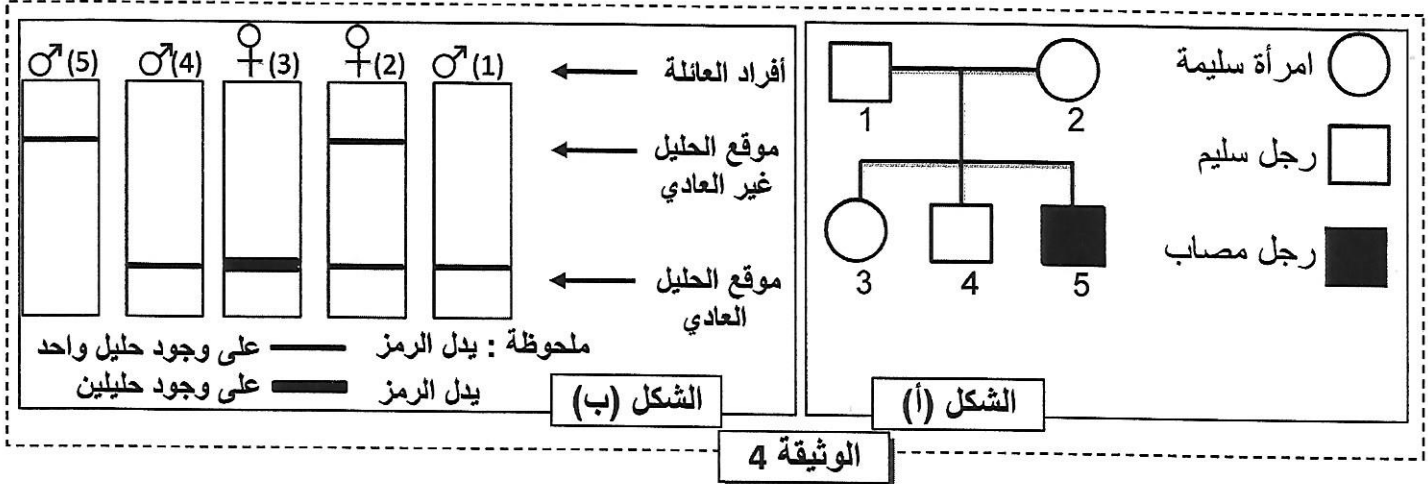 امرأة سليمة
رجل سليم
رجل مصاب
1
2
3
4
5
الشكل (أ)
♂(1)
♀(2)
♀(3)
♂(4)
♂(5)
أفراد العائلة
موقع الحليل
غير العادي
موقع الحليل
العادي
ملحوظة : يدل الرمز على وجود حليل واحد
يدل الرمز على وجود حليلين
الشكل (ب)
الوثيقة 4